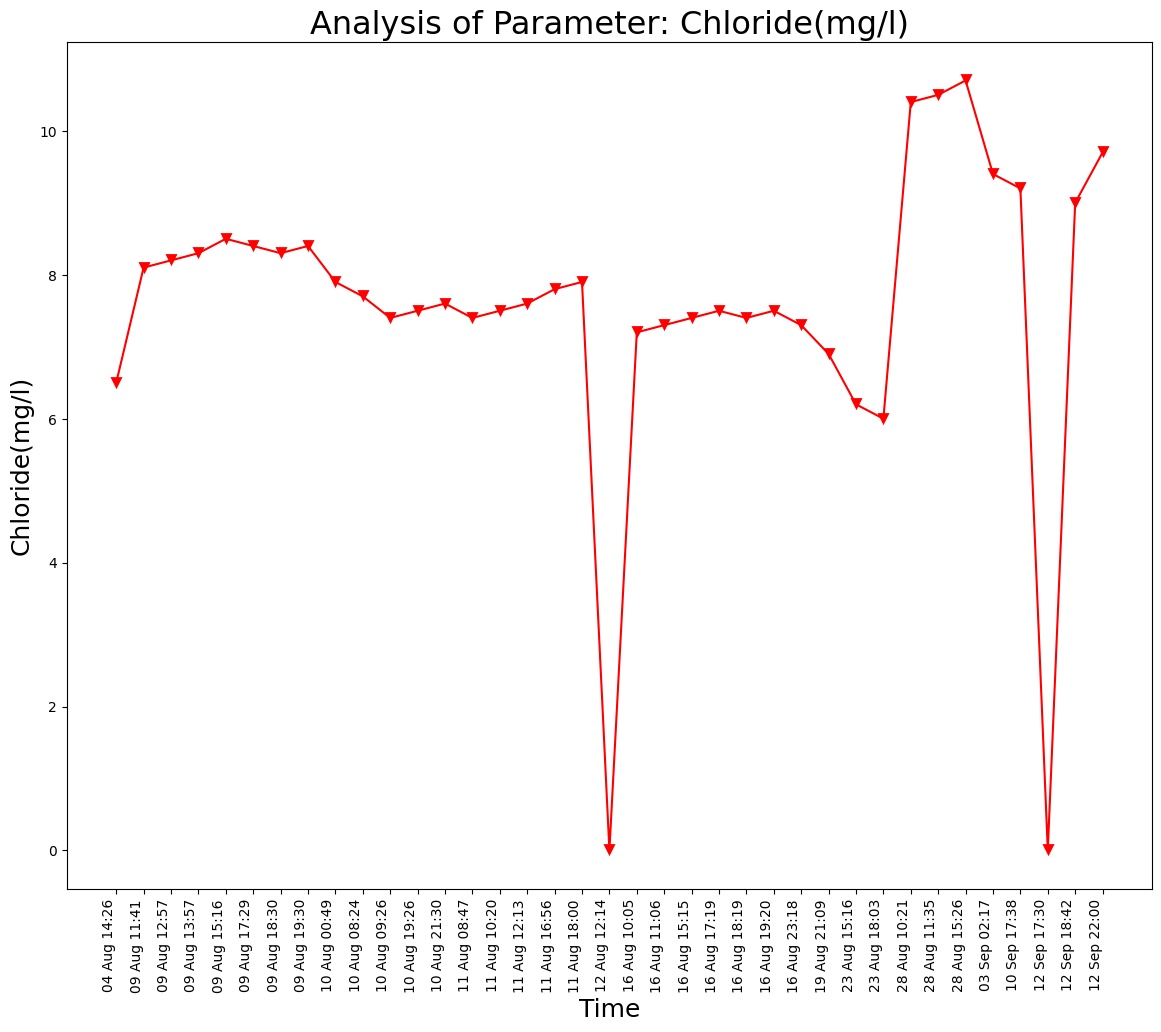 Analysis of Parameter: Chloride(mg/l)
Chloride(mg/l)
10
8
6
4
2
0
04 Aug 14:26
09 Aug 11:41
09 Aug 12:57
09 Aug 13:57
09 Aug 15:16
09 Aug 17:29
09 Aug 18:30
09 Aug 19:30
10 Aug 00:49
10 Aug 08:24
10 Aug 09:26
10 Aug 19:26
10 Aug 21:30
11 Aug 08:47
11 Aug 10:20
11 Aug 12:13
11 Aug 16:56
11 Aug 18:00
12 Aug 12:14
16 Aug 10:05
16 Aug 11:06
16 Aug 15:15
16 Aug 17:19
16 Aug 18:19
16 Aug 19:20
16 Aug 23:18
19 Aug 21:09
23 Aug 15:16
23 Aug 18:03
28 Aug 10:21
28 Aug 11:35
28 Aug 15:26
03 Sep 02:17
10 Sep 17:38
12 Sep 17:30
12 Sep 18:42
12 Sep 22:00
Time